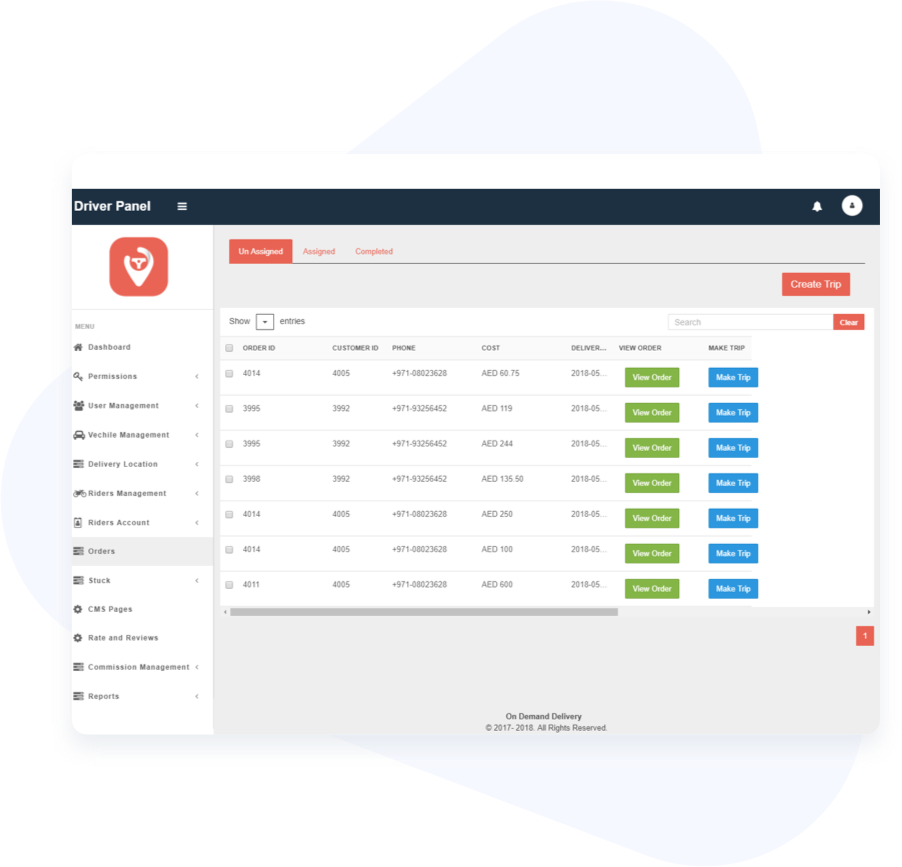 Driver Panel
MENU
Dashboard
Permissions
User Management
Vechile Management
Delivery Location
Riders Management
Riders Account
Orders
Stuck
CMS Pages
Rate and Reviews
Commission Management
Reports
Un Assigned Assigned Completed
Create Trip
Show entries Search Clear
ORDER ID CUSTOMER ID PHONE COST DELIVER... VIEW ORDER MAKE TRIP
4014 4005 +971-08023628 AED 60.75 2018-05... View Order Make Trip
3995 3992 +971-93256452 AED 119 2018-05... View Order Make Trip
3995 3992 +971-93256452 AED 244 2018-05... View Order Make Trip
3998 3992 +971-93256452 AED 135.50 2018-05... View Order Make Trip
4014 4005 +971-08023628 AED 250 2018-05... View Order Make Trip
4014 4005 +971-08023628 AED 100 2018-05... View Order Make Trip
4011 4005 +971-08023628 AED 600 2018-05... View Order Make Trip
1
On Demand Delivery
© 2017- 2018. All Rights Reserved.